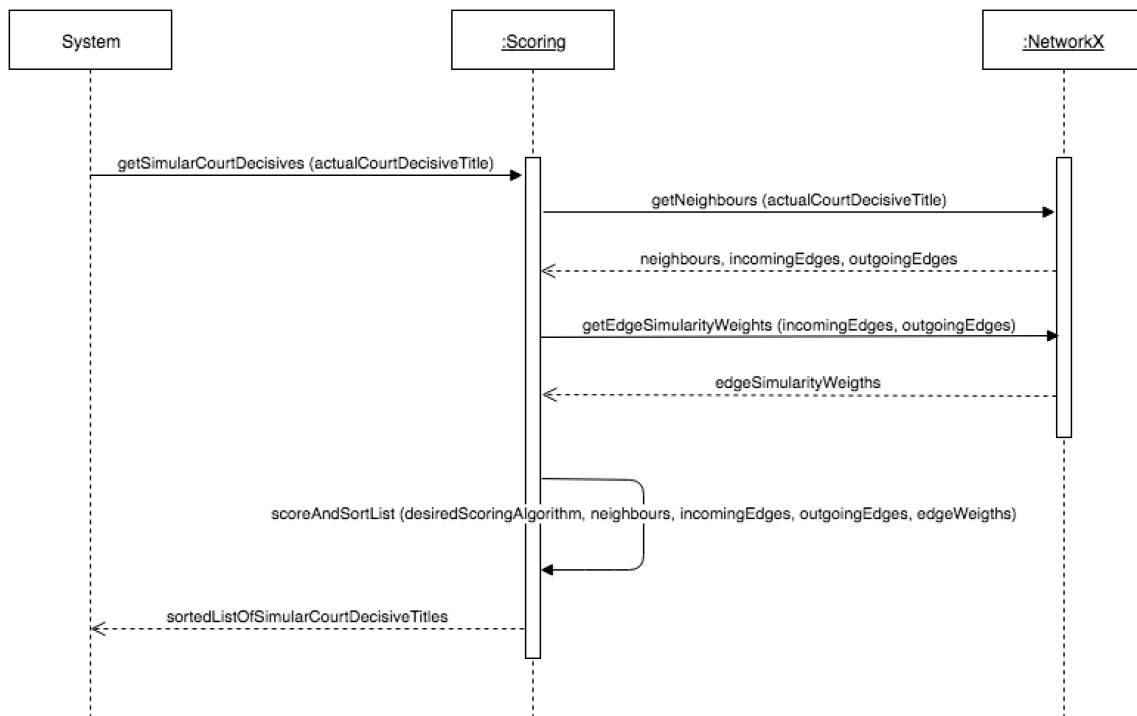 System
:Scoring
:NetworkX
getSimularCourtDecisives (actualCourtDecisiveTitle)
getNeighbours (actualCourtDecisiveTitle)
neighbours, incomingEdges, outgoingEdges
getEdgeSimularityWeights (incomingEdges, outgoingEdges)
edgeSimularityWeigths
scoreAndSortList (desiredScoringAlgorithm, neighbours, incomingEdges, outgoingEdges, edgeWeigths)
sortedListOfSimularCourtDecisiveTitles